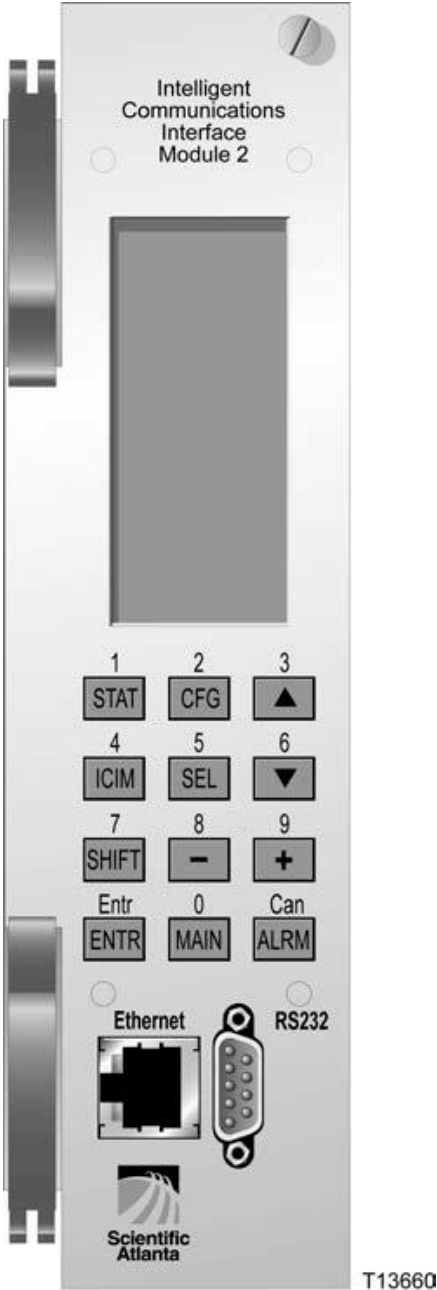 Intelligent
Communications
Interface
Module 2
1 2 3
STAT CFG ▲
4 5 6
ICIM SEL ▼
7 8 9
SHIFT - +
Entr 0 Can
ENTR MAIN ALRM
Ethernet RS232
Scientific
Atlanta
T13660